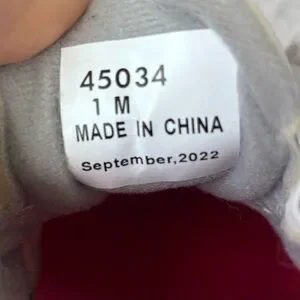 45034
1 M
MADE IN CHINA
September,2022